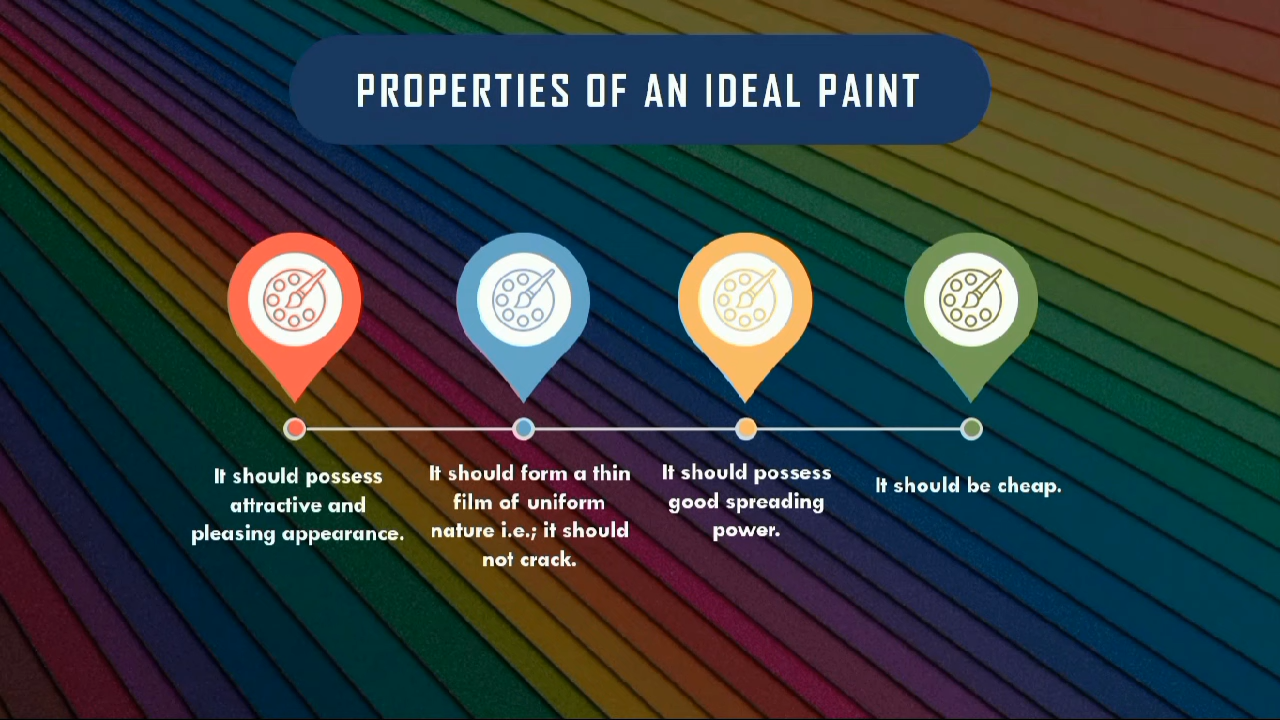 PROPERTIES OF AN IDEAL PAINT
It should possess
attractive and
pleasing appearance.
It should form a thin
film of uniform
nature i.e.; it should
not crack.
It should possess
good spreading
power.
It should be cheap.